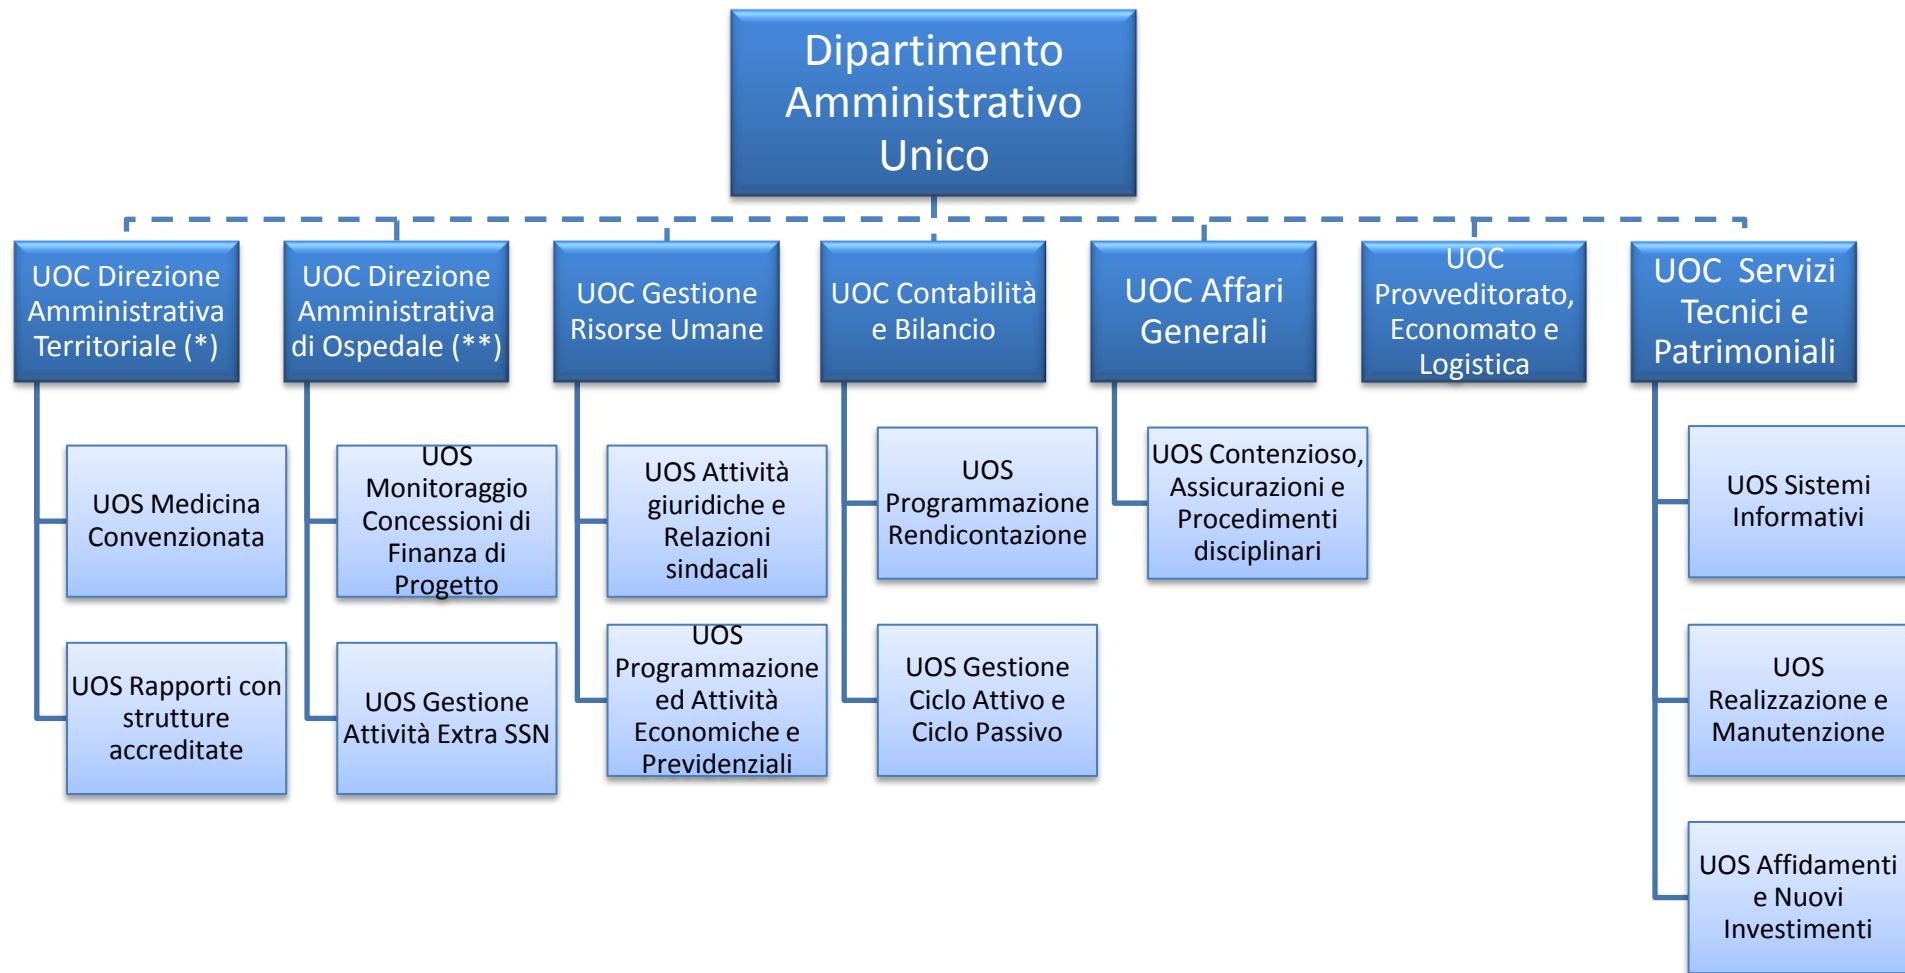 Dipartimento
Amministrativo
Unico
UOC Direzione
Amministrativa
Territoriale (*)
UOC Direzione
Amministrativa
di Ospedale (**)
UOC Gestione
Risorse Umane
UOC Contabilità
e Bilancio
UOC Affari
Generali
UOC
Provveditorato,
Economato e
Logistica
UOC Servizi
Tecnici e
Patrimoniali
UOS Medicina
Convenzionata
UOS Rapporti con
strutture
accreditate
UOS
Monitoraggio
Concessioni di
Finanza di
Progetto
UOS Gestione
Attività Extra SSN
UOS Attività
giuridiche e
Relazioni
sindacali
UOS
Programmazione
ed Attività
Economiche e
Previdenziali
UOS
Programmazione
Rendicontazione
UOS Gestione
Ciclo Attivo e
Ciclo Passivo
UOS Contenzioso,
Assicurazioni e
Procedimenti
disciplinari
UOS Sistemi
Informativi
UOS
Realizzazione e
Manutenzione
UOS Affidamenti
e Nuovi
Investimenti